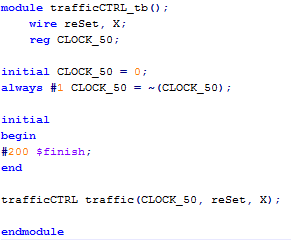 module trafficCTRL_tb();
wire reSet, X;
reg CLOCK_50;
initial CLOCK_50 = 0;
always #1 CLOCK_50 = ~(CLOCK_50);
initial
begin
#200 $finish;
end
trafficCTRL traffic(CLOCK_50, reSet, X);
endmodule